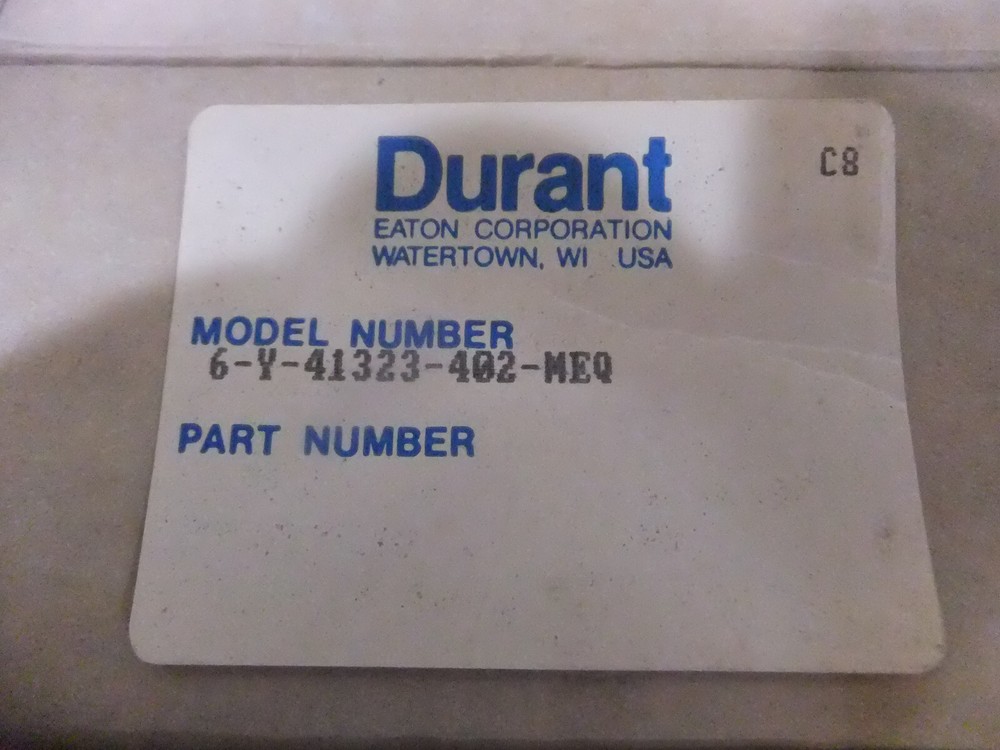 Durant
C8
EATON CORPORATION
WATERTOWN, WI USA
MODEL NUMBER
6-Y-41323-402-MEQ
PART NUMBER